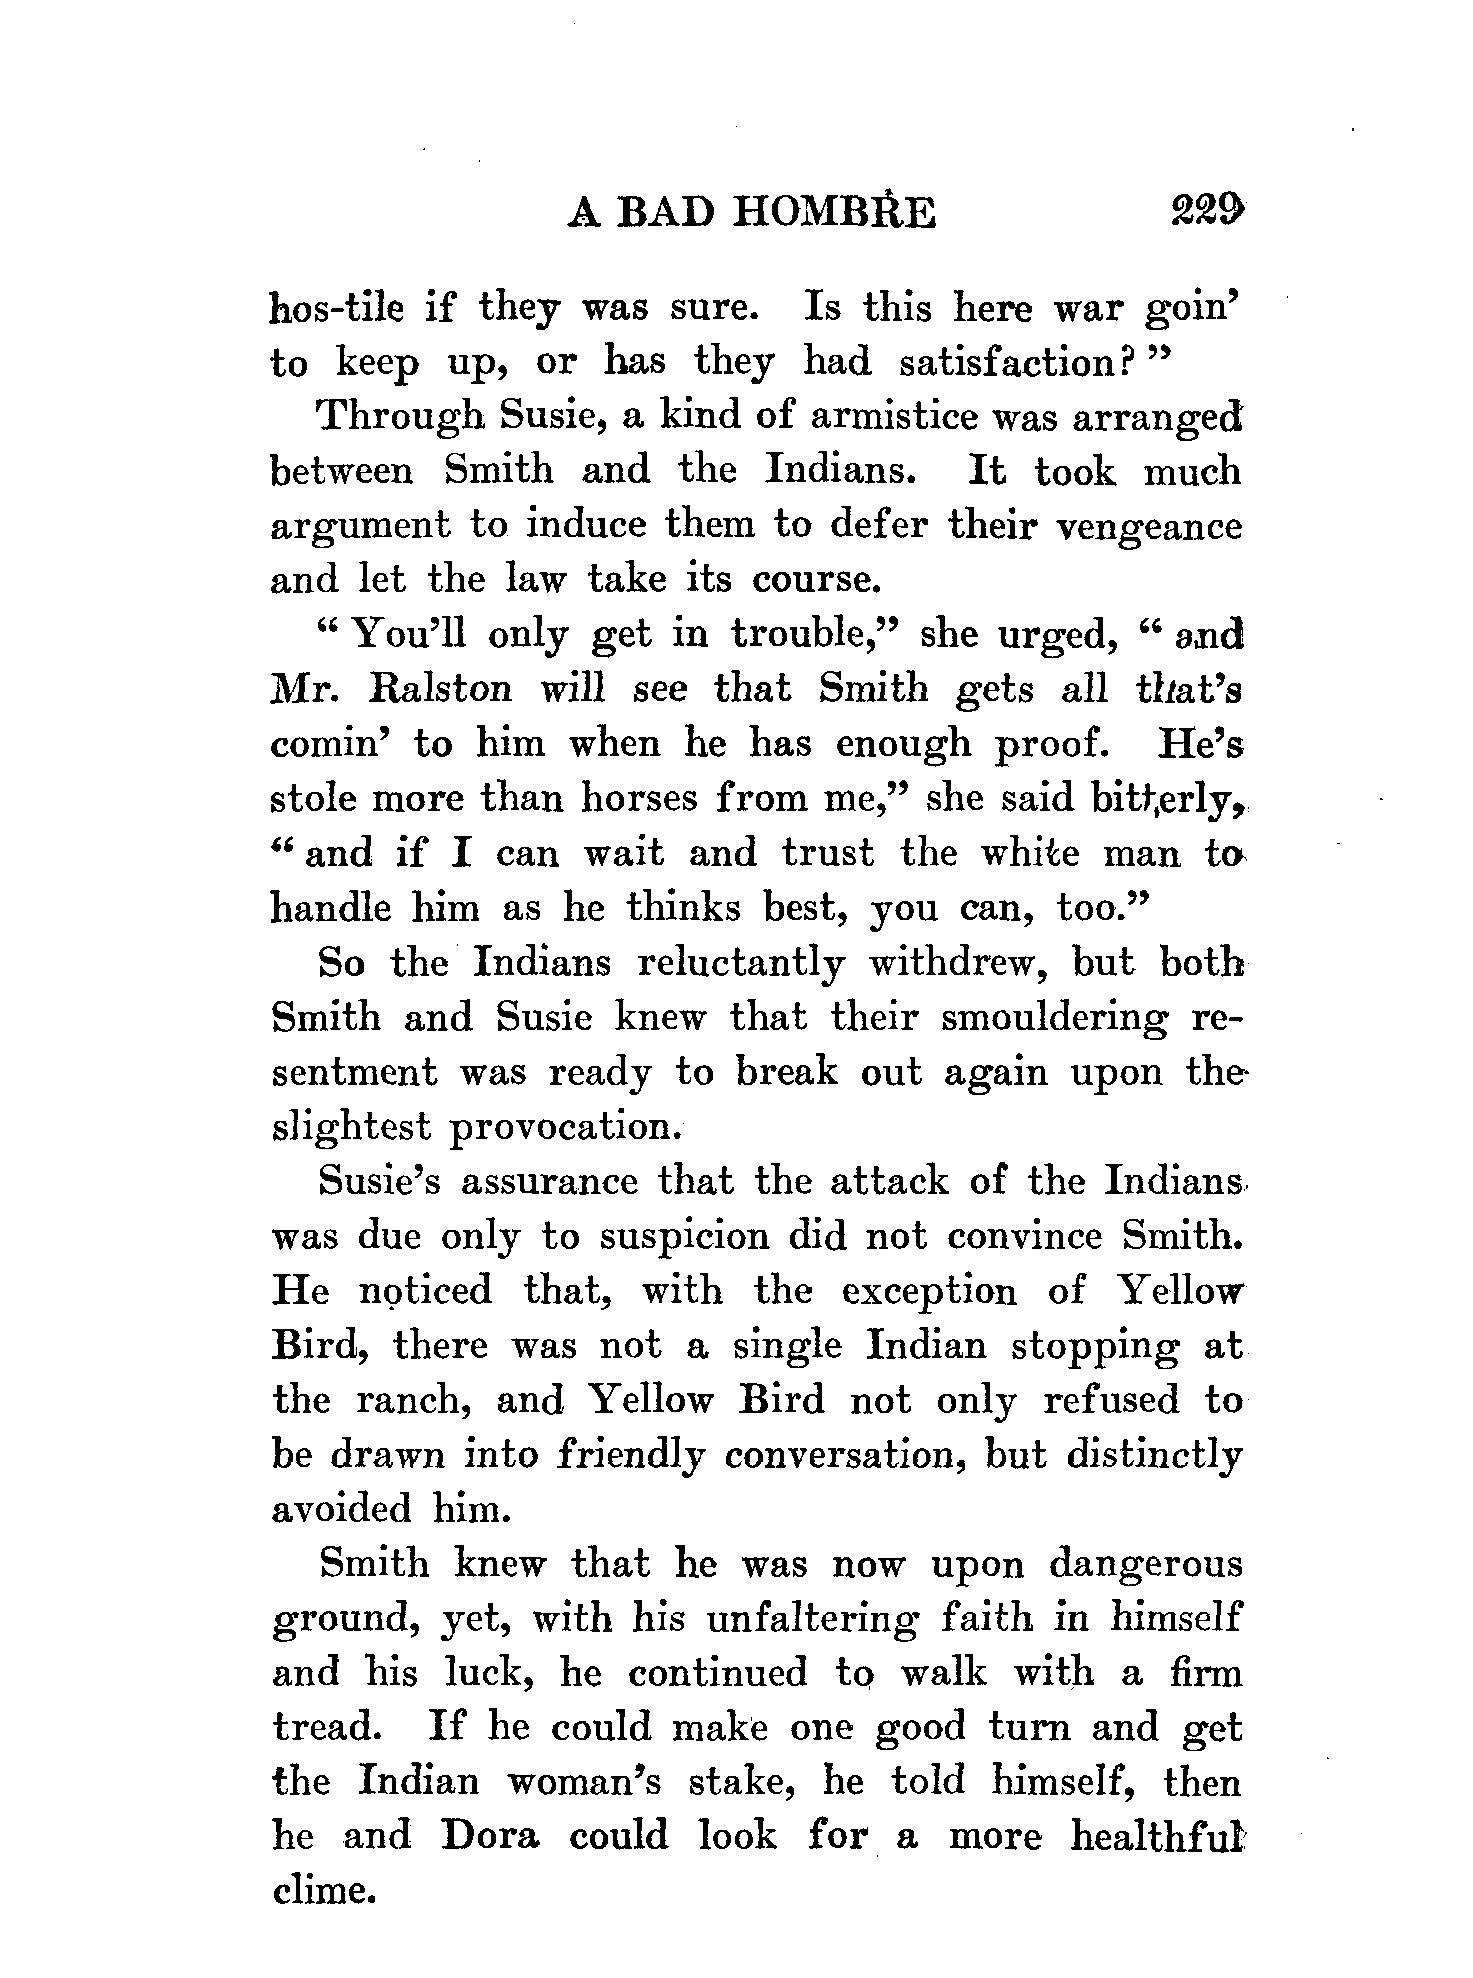 A BAD HOMBRE 229
hos-tile if they was sure. Is this here war goin'
to keep up, or has they had satisfaction?"
Through Susie, a kind of armistice was arranged
between Smith and the Indians. It took much
argument to induce them to defer their vengeance
and let the law take its course.
"You'll only get in trouble," she urged, "and
Mr. Ralston will see that Smith gets all that's
comin' to him when he has enough proof. He's
stole more than horses from me," she said bitterly,
"and if I can wait and trust the white man to
handle him as he thinks best, you can, too."
So the Indians reluctantly withdrew, but both
Smith and Susie knew that their smouldering re-
sentment was ready to break out again upon the
slightest provocation.
Susie's assurance that the attack of the Indians
was due only to suspicion did not convince Smith.
He noticed that, with the exception of Yellow
Bird, there was not a single Indian stopping at
the ranch, and Yellow Bird not only refused to
be drawn into friendly conversation, but distinctly
avoided him.
Smith knew that he was now upon dangerous
ground, yet, with his unfaltering faith in himself
and his luck, he continued to walk with a firm
tread. If he could make one good turn and get
the Indian woman's stake, he told himself, then
he and Dora could look for a more healthful
clime.